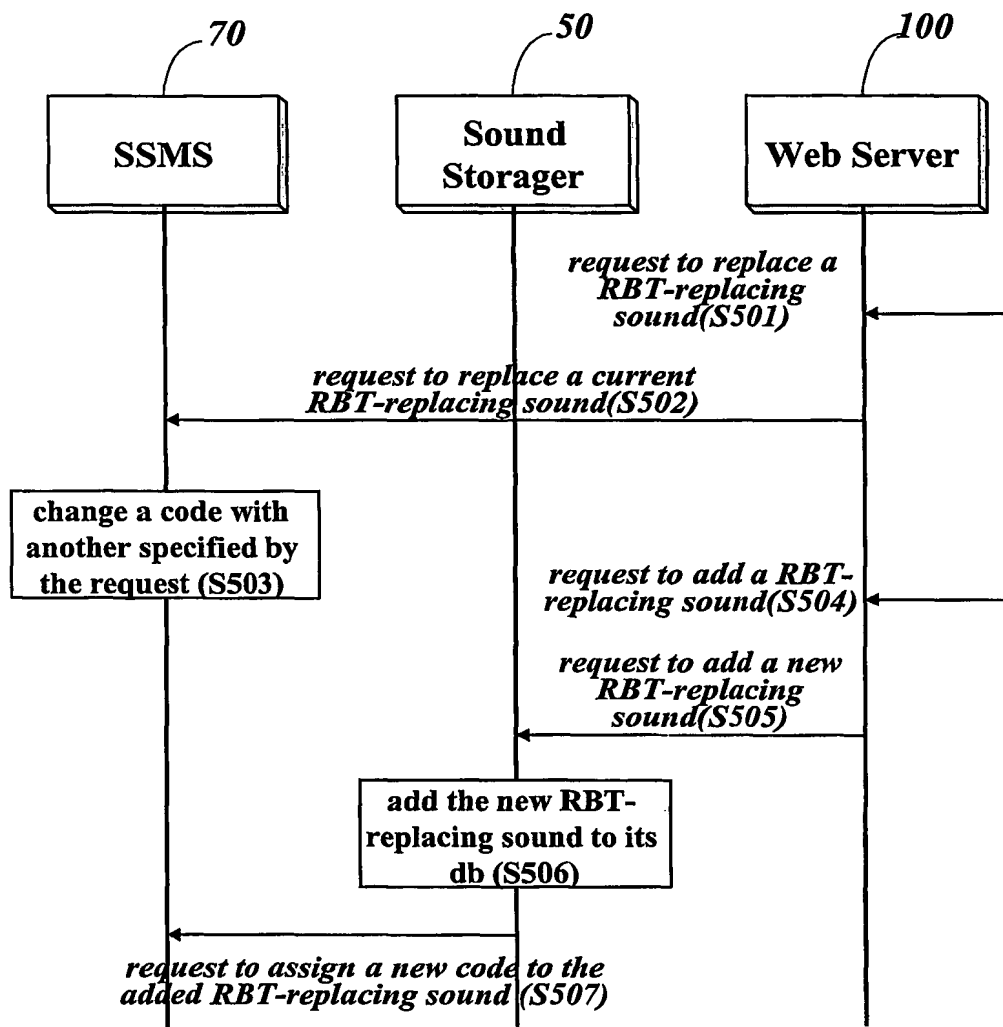 70
50
100
SSMS
Sound
Storager
Web Server
request to replace a
RBT-replacing
sound(S501)
request to replace a current
RBT-replacing sound(S502)
change a code with
another specified by
the request (S503)
request to add a RBT-
replacing sound(S504)
request to add a new
RBT-replacing
sound(S505)
add the new RBT-
replacing sound to its
db (S506)
request to assign a new code to the
added RBT-replacing sound (S507)